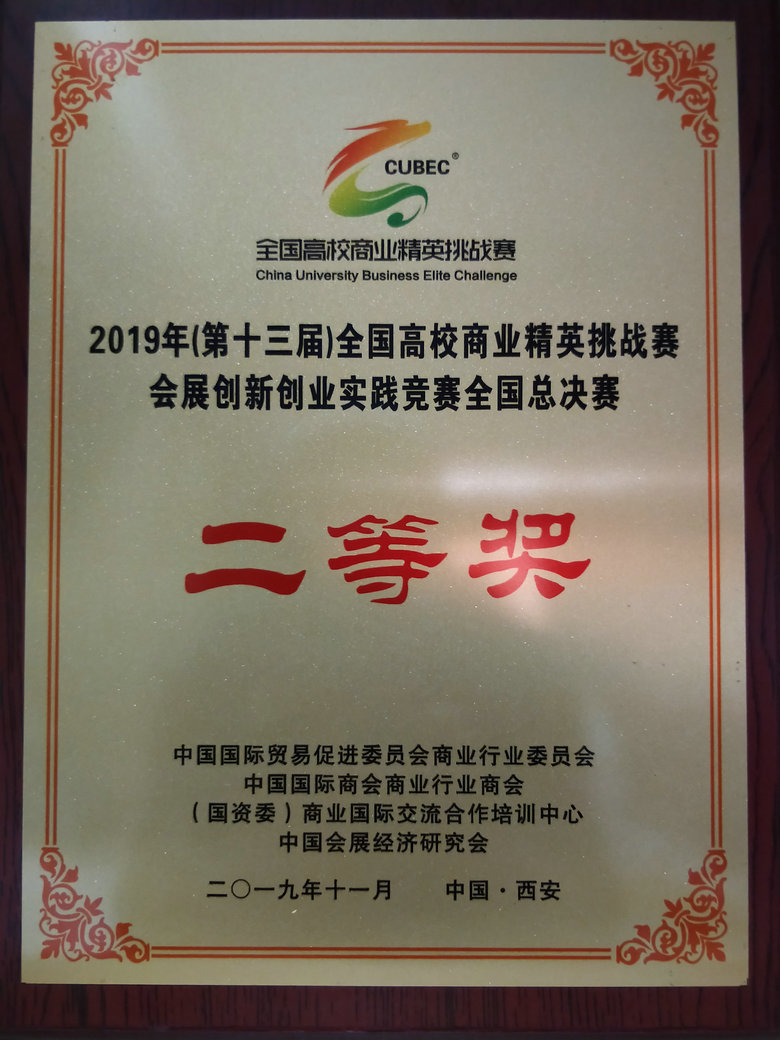 CUBEC®
全国高校商业精英挑战赛
China University Business Elite Challenge
2019年(第十三届)全国高校商业精英挑战赛
会展创新创业实践竞赛全国总决赛
二等奖
中国国际贸易促进委员会商业行业委员会
中国国际商会商业行业商会
（国资委）商业国际交流合作培训中心
中国会展经济研究会
二〇一九年十一月 中国·西安